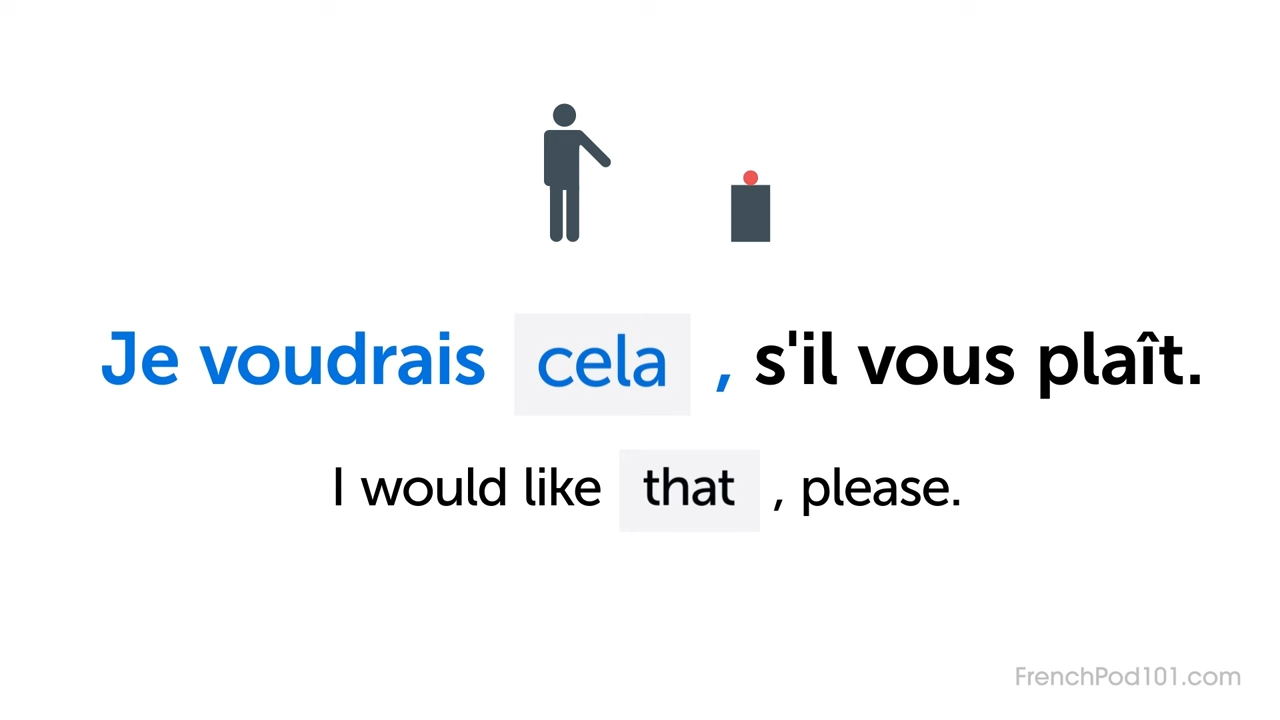 Je voudrais cela , s'il vous plaît.
I would like that , please.
FrenchPod101.com